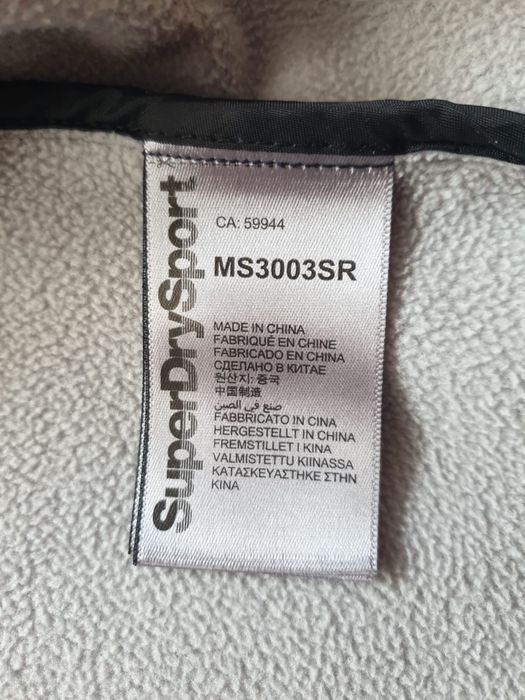 SuperDrySport
CA: 59944
MS3003SR
MADE IN CHINA
FABRIQUÉ EN CHINE
FABRICADO EN CHINA
СДЕЛАНО В КИТАЕ
원산지: 중국
中国制造
صنع في الصين
FABBRICATO IN CINA
HERGESTELLT IN CHINA
FREMSTILLET I KINA
VALMISTETTU KIINASSA
ΚΑΤΑΣΚΕΥΑΣΤΗΚΕ ΣΤΗΝ
ΚΙΝΑ